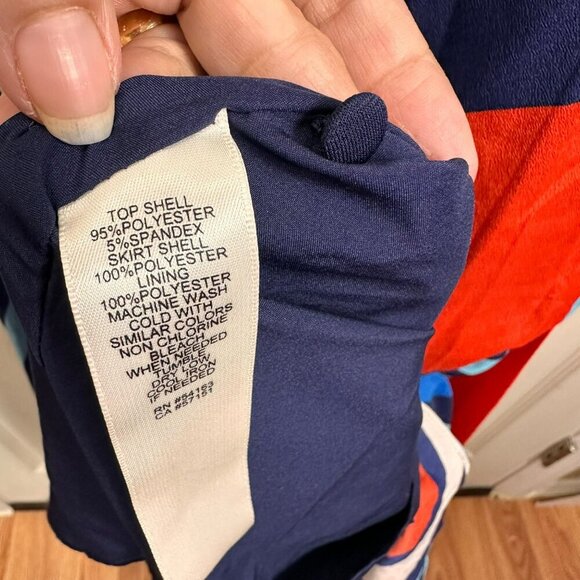 TOP SHELL
95%POLYESTER
5%SPANDEX
SKIRT SHELL
100%POLYESTER
LINING
100%POLYESTER
MACHINE WASH
COLD WITH
SIMILAR COLORS
NON CHLORINE
BLEACH
WHEN NEEDED
TUMBLE
DRY, LOW
COOL IRON
IF NEEDED
RN #54163
CA #57151